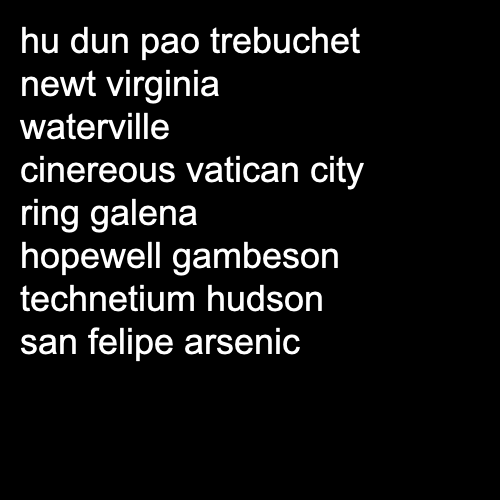 hu dun pao trebuchet
newt virginia
waterville
cinereous vatican city
ring galena
hopewell gambeson
technetium hudson
san felipe arsenic